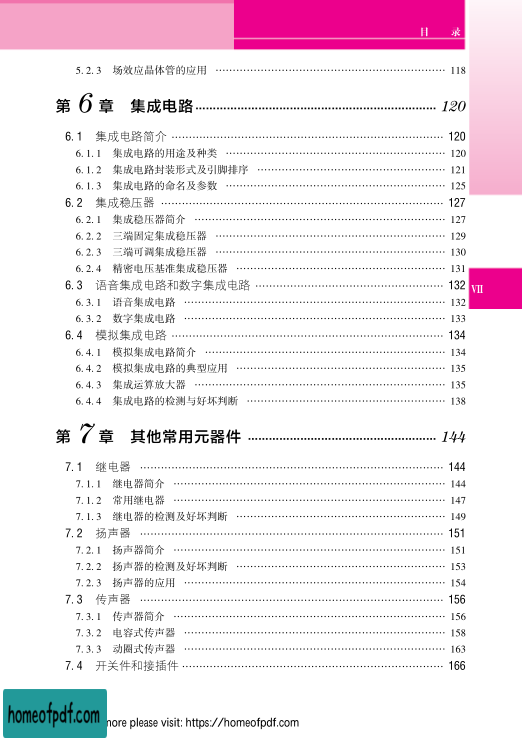 目　录
5.2.3 场效应晶体管的应用 …… 118
第6章 集成电路 …… 120
6.1 集成电路简介 …… 120
6.1.1 集成电路的用途及种类 …… 120
6.1.2 集成电路封装形式及引脚排序 …… 121
6.1.3 集成电路的命名及参数 …… 125
6.2 集成稳压器 …… 127
6.2.1 集成稳压器简介 …… 127
6.2.2 三端固定集成稳压器 …… 129
6.2.3 三端可调集成稳压器 …… 130
6.2.4 精密电压基准集成稳压器 …… 131
6.3 语音集成电路和数字集成电路 …… 132
VII
6.3.1 语音集成电路 …… 132
6.3.2 数字集成电路 …… 133
6.4 模拟集成电路 …… 134
6.4.1 模拟集成电路简介 …… 134
6.4.2 模拟集成电路的典型应用 …… 135
6.4.3 集成运算放大器 …… 135
6.4.4 集成电路的检测与好坏判断 …… 138
第7章 其他常用元器件 …… 144
7.1 继电器 …… 144
7.1.1 继电器简介 …… 144
7.1.2 常用继电器 …… 147
7.1.3 继电器的检测及好坏判断 …… 149
7.2 扬声器 …… 151
7.2.1 扬声器简介 …… 151
7.2.2 扬声器的检测及好坏判断 …… 153
7.2.3 扬声器的应用 …… 154
7.3 传声器 …… 156
7.3.1 传声器简介 …… 156
7.3.2 电容式传声器 …… 158
7.3.3 动圈式传声器 …… 163
7.4 开关件和接插件 …… 166
homeofpdf.com
more please visit: https://homeofpdf.com